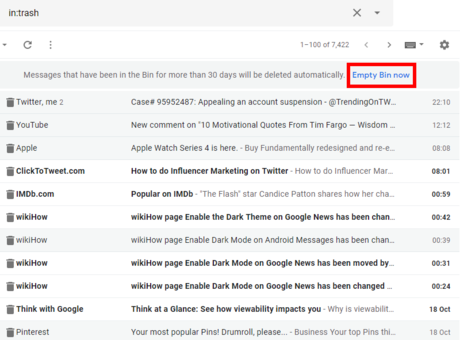 in:trash
1–100 of 7,422
Messages that have been in the Bin for more than 30 days will be deleted automatically. Empty Bin now
Twitter, me 2 Case# 95952487: Appealing an account suspension - @TrendingOnTW... 22:10
YouTube New comment on "10 Motivational Quotes From Tim Fargo — Wisdom ... 12:12
Apple Apple Watch Series 4 is here. - Buy Fundamentally redesigned and re-e... 08:08
ClickToTweet.com How to do Influencer Marketing on Twitter - How to do Influencer Mar... 08:01
IMDb.com Popular on IMDb - "The Flash" star Candice Patton shares how her cha... 00:59
wikiHow wikiHow page Enable the Dark Theme on Google News has been chan... 00:42
wikiHow wikiHow page Enable Dark Mode on Android Messages has been chan... 00:39
wikiHow wikiHow page Enable Dark Mode on Google News has been moved by... 00:31
wikiHow wikiHow page Enable Dark Mode on Google News has been changed ... 00:24
Think with Google Think at a Glance: See how viewability impacts you - Why is viewabilit... 18 Oct
Pinterest Your most popular Pins! Drumroll, please... - Business Your top Pins thi... 18 Oct